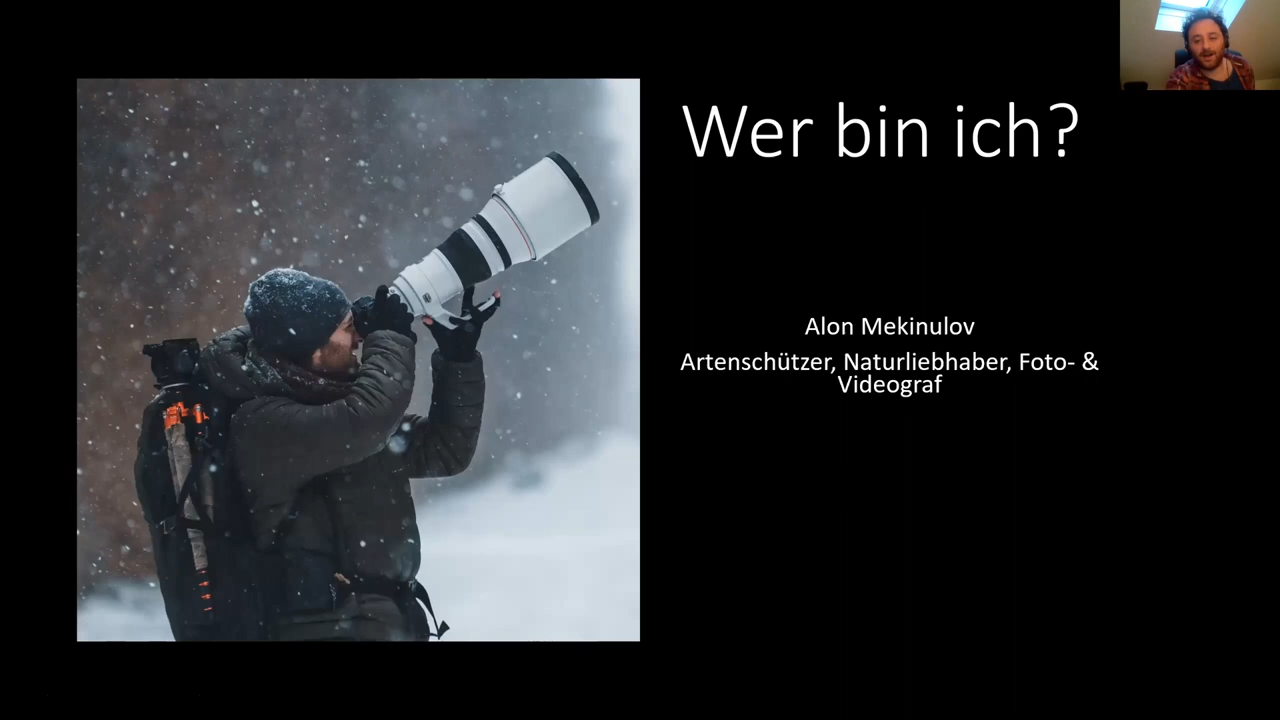 Wer bin ich?
Alon Mekinulov
Artenschützer, Naturliebhaber, Foto- &
Videograf